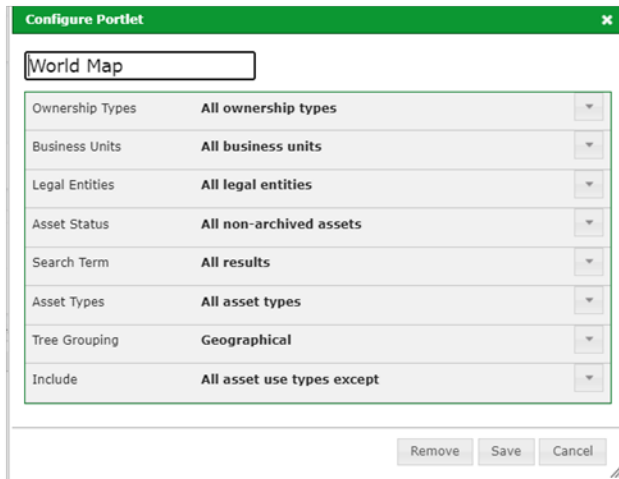 Configure Portlet
World Map
Ownership Types All ownership types
Business Units All business units
Legal Entities All legal entities
Asset Status All non-archived assets
Search Term All results
Asset Types All asset types
Tree Grouping Geographical
Include All asset use types except
Remove Save Cancel